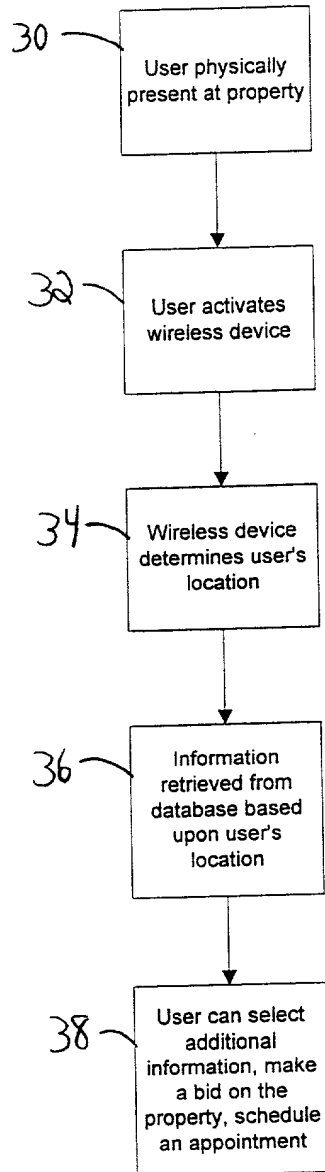 30
User physically
present at property
32
User activates
wireless device
34
Wireless device
determines user's
location
36
Information
retrieved from
database based
upon user's
location
38
User can select
additional
information, make
a bid on the
property, schedule
an appointment